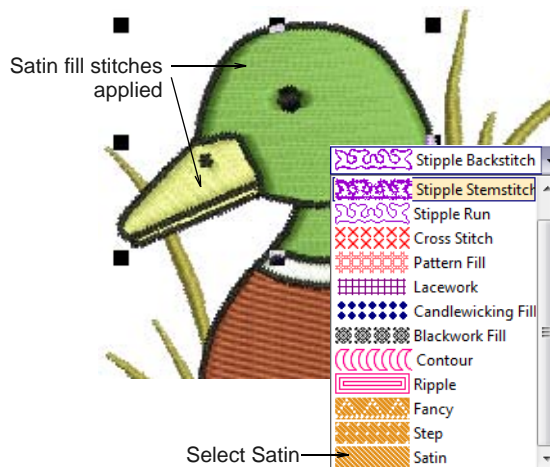 Satin fill stitches
applied
Stipple Backstitch
Stipple Stemstitch
Stipple Run
Cross Stitch
Pattern Fill
Lacework
Candlewicking Fill
Blackwork Fill
Contour
Ripple
Fancy
Step
Select Satin
Satin